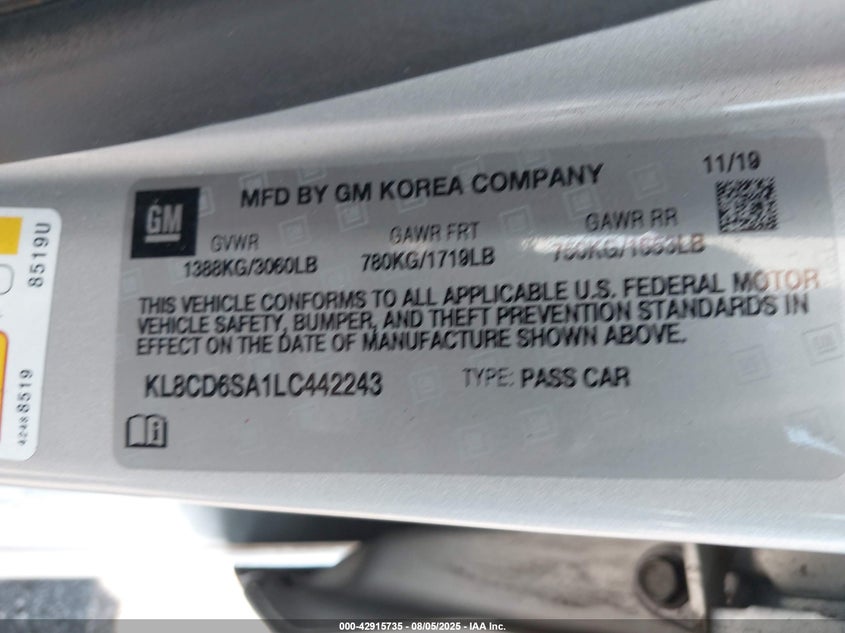 11/19
MFD BY GM KOREA COMPANY
GM
GVWR GAWR FRT GAWR RR
1388KG/3060LB 780KG/1719LB
THIS VEHICLE CONFORMS TO ALL APPLICABLE U.S. FEDERAL MOTOR
VEHICLE SAFETY, BUMPER, AND THEFT PREVENTION STANDARDS IN
EFFECT ON THE DATE OF MANUFACTURE SHOWN ABOVE.
KL8CD6SA1LC442243 TYPE: PASS CAR
8519U
42488519
000-42915735 - 08/05/2025 - IAA Inc.